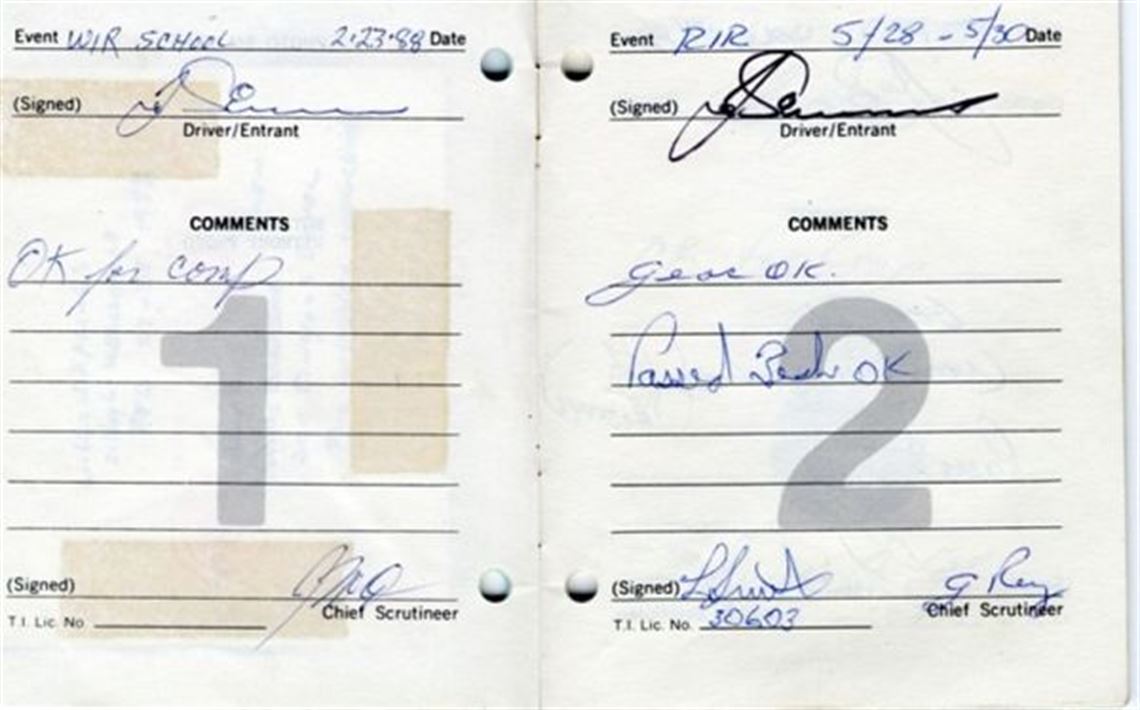 Event WIR SCHOOL 2·23·88 Date
(Signed)
Driver/Entrant
COMMENTS
OK for comp
1
(Signed)
Chief Scrutineer
T.I. Lic. No.
Event RIR 5/28 - 5/30 Date
(Signed)
Driver/Entrant
COMMENTS
Gear OK.
Passed OK
2
(Signed)
Chief Scrutineer
T.I. Lic. No. 30603